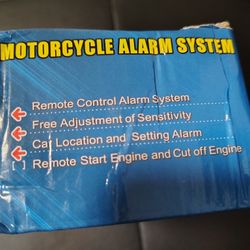 MOTORCYCLE ALARM SYSTEM
Remote Control Alarm System
Free Adjustment of Sensitivity
Car Location and Setting Alarm
Remote Start Engine and Cut off Engine